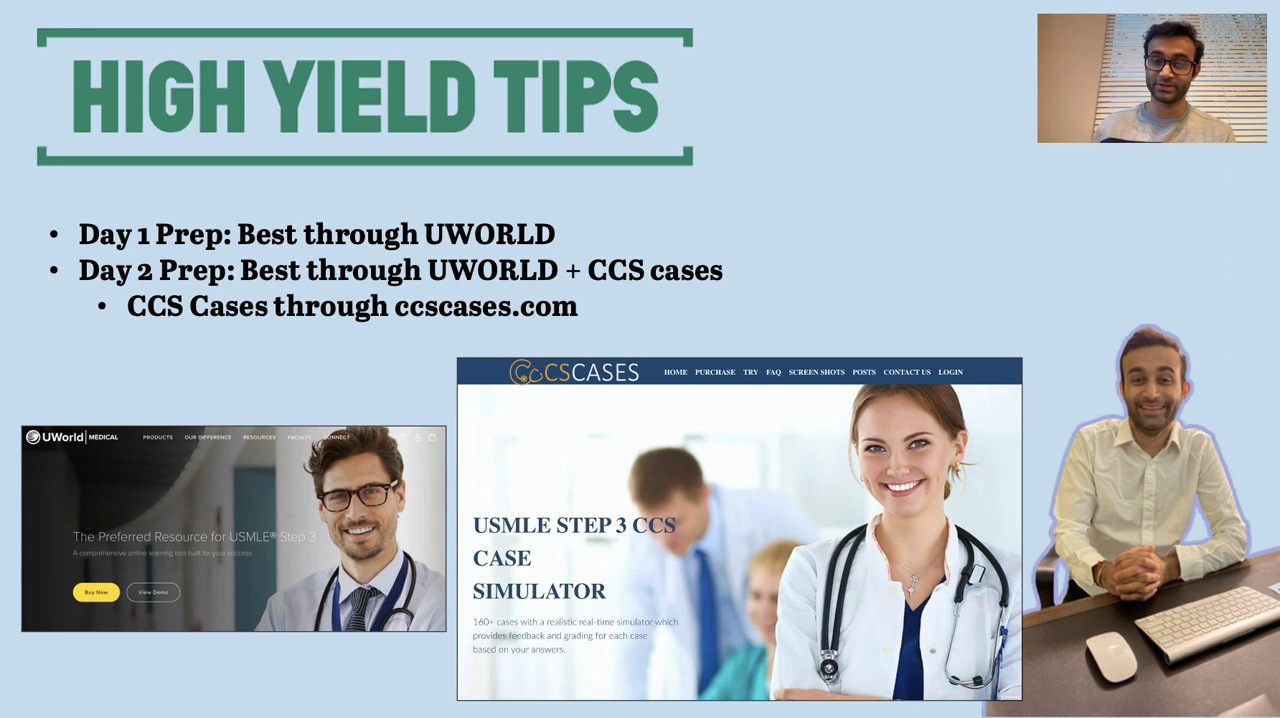 HIGH YIELD TIPS
• Day 1 Prep: Best through UWORLD
• Day 2 Prep: Best through UWORLD + CCS cases
• CCS Cases through ccscases.com
CCSCASES HOME PURCHASE TRY FAQ SCREEN SHOTS POSTS CONTACT US LOGIN
UWorld | MEDICAL PRODUCTS OUR DIFFERENCE RESOURCES FACULTY CONNECT
The Preferred Resource for USMLE® Step 3
A comprehensive online learning tool built for your success
Buy Now View Demo
USMLE STEP 3 CCS
CASE
SIMULATOR
160+ cases with a realistic real-time simulator which
provides feedback and grading for each case
based on your answers.